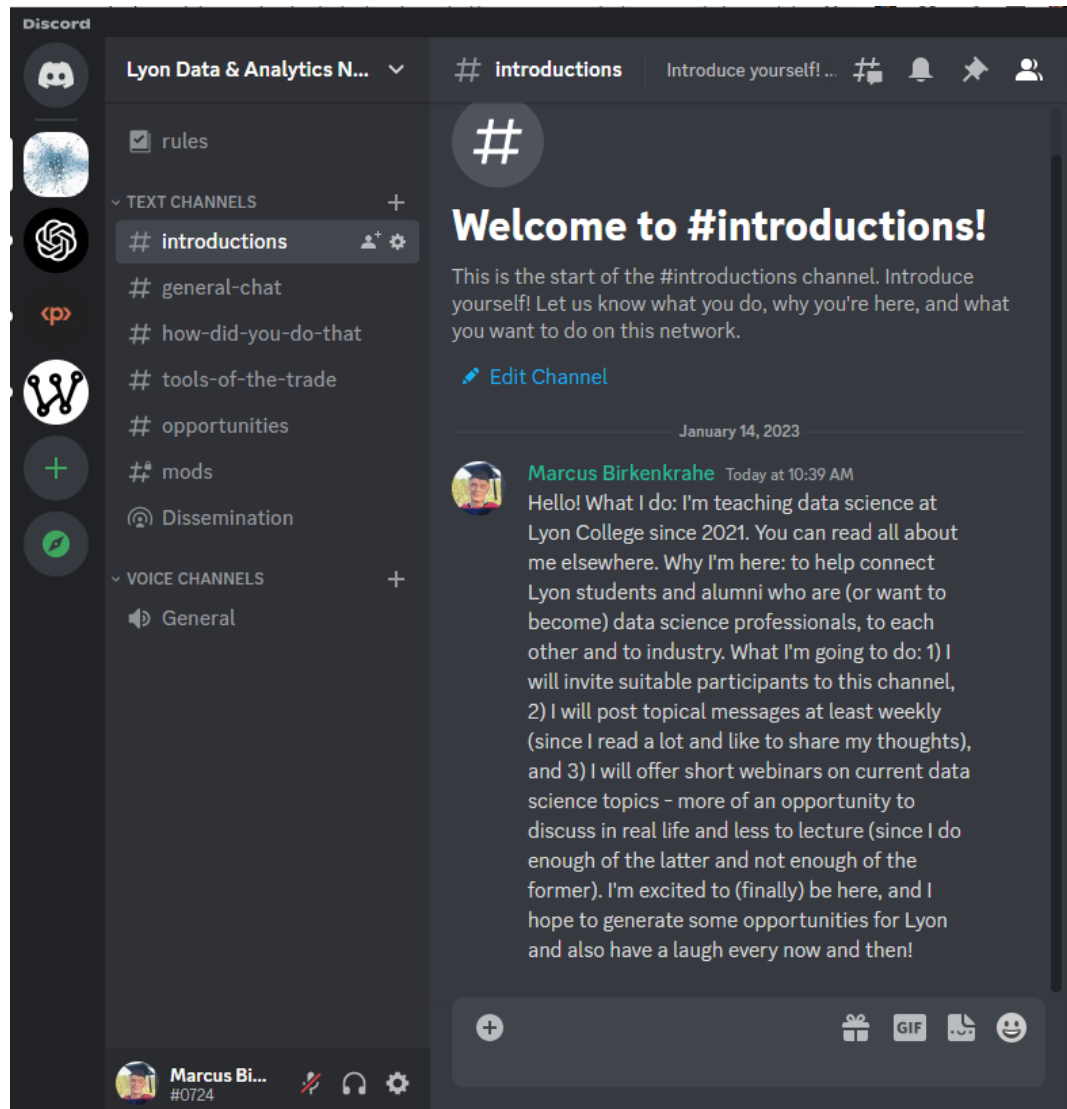 Discord
Lyon Data & Analytics N...
rules
TEXT CHANNELS
# introductions
# general-chat
# how-did-you-do-that
# tools-of-the-trade
# opportunities
# mods
Dissemination
VOICE CHANNELS
General
Marcus Bi...
#0724
# introductions
Introduce yourself! ...
#
Welcome to #introductions!
This is the start of the #introductions channel. Introduce
yourself! Let us know what you do, why you're here, and what
you want to do on this network.
Edit Channel
January 14, 2023
Marcus Birkenkrahe Today at 10:39 AM
Hello! What I do: I'm teaching data science at
Lyon College since 2021. You can read all about
me elsewhere. Why I'm here: to help connect
Lyon students and alumni who are (or want to
become) data science professionals, to each
other and to industry. What I'm going to do: 1) I
will invite suitable participants to this channel,
2) I will post topical messages at least weekly
(since I read a lot and like to share my thoughts),
and 3) I will offer short webinars on current data
science topics - more of an opportunity to
discuss in real life and less to lecture (since I do
enough of the latter and not enough of the
former). I'm excited to (finally) be here, and I
hope to generate some opportunities for Lyon
and also have a laugh every now and then!
GIF
<p>